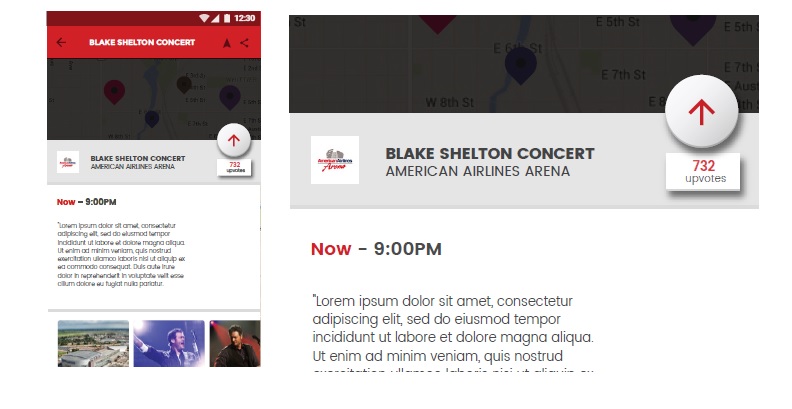 12:30
BLAKE SHELTON CONCERT
732
upvotes
BLAKE SHELTON CONCERT
AMERICAN AIRLINES ARENA
Now – 9:00PM
"Lorem ipsum dolor sit amet, consectetur
adipiscing elit, sed do eiusmod tempor
incididunt ut labore et dolore magna aliqua.
Ut enim ad minim veniam, quis nostrud
exercitation ullamco laboris nisi ut aliquip ex
ea commodo consequat. Duis aute irure
dolor in reprehenderit in voluptate velit esse
cillum dolore eu fugiat nulla pariatur.
E 6th St
E 7th St
E 7th
W 8th St
E 8
AmericanAirlines
Arena
BLAKE SHELTON CONCERT
AMERICAN AIRLINES ARENA
732
upvotes
Now – 9:00PM
"Lorem ipsum dolor sit amet, consectetur
adipiscing elit, sed do eiusmod tempor
incididunt ut labore et dolore magna aliqua.
Ut enim ad minim veniam, quis nostrud